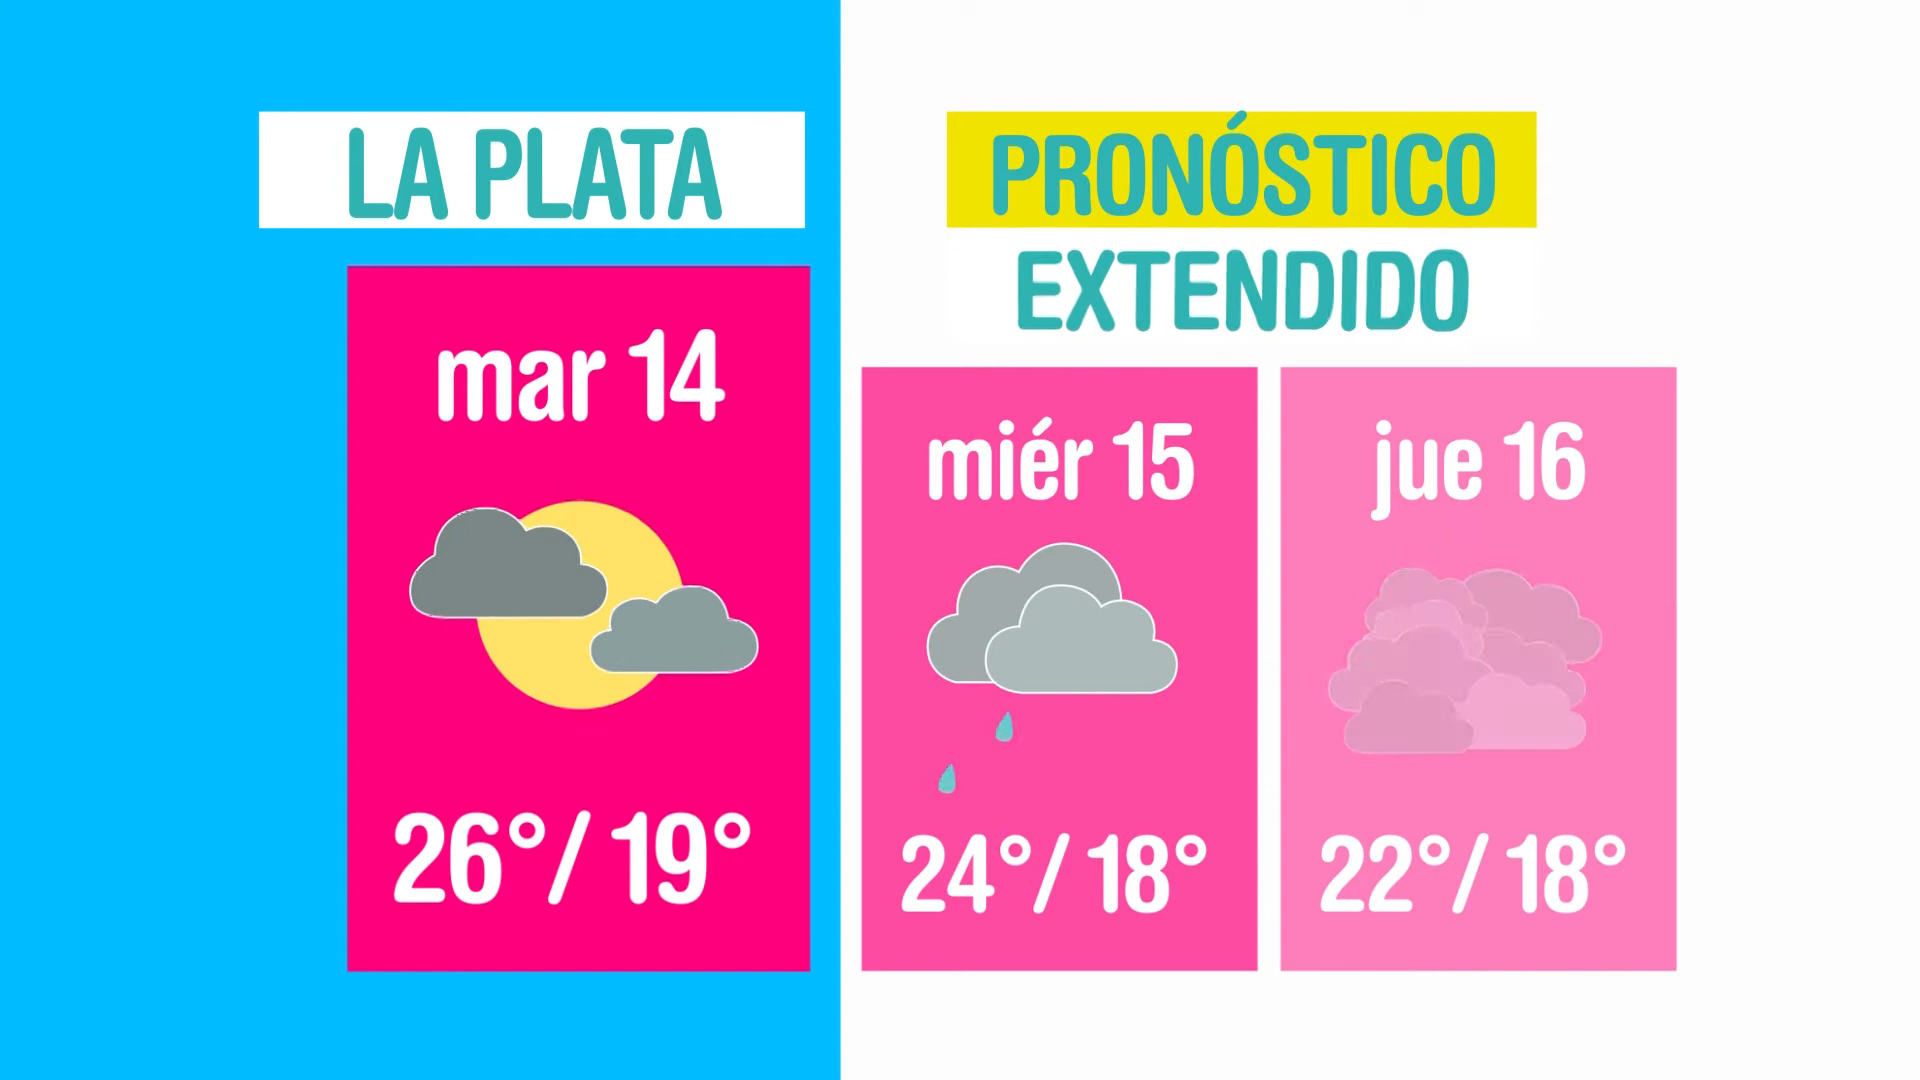 LA PLATA
mar 14
26°/ 19°
PRONÓSTICO
EXTENDIDO
miér 15
24°/ 18°
jue 16
22°/ 18°